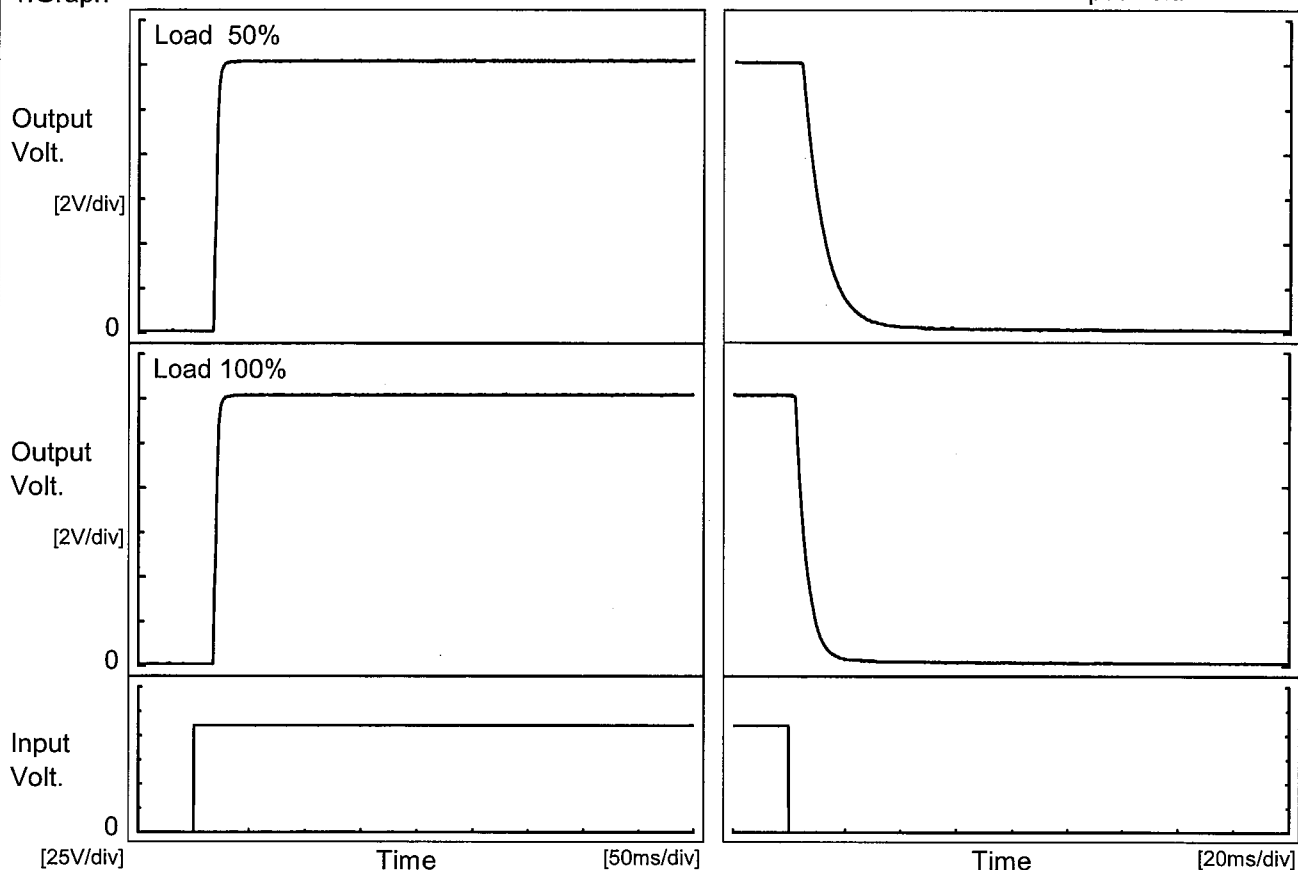 Load 50%
Output
Volt.
[2V/div]
0
Load 100%
Output
Volt.
[2V/div]
0
Input
Volt.
0
[25V/div]
Time
[50ms/div]
Time
[20ms/div]